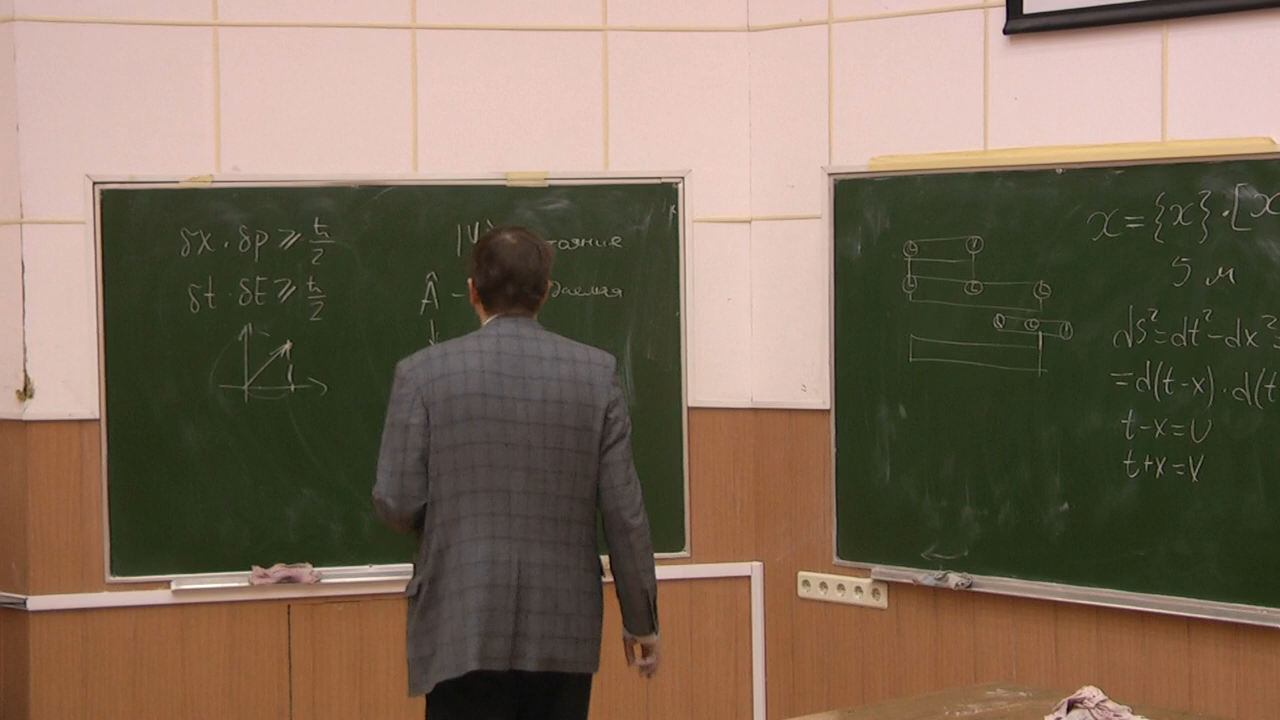 δx · δp ⩾ ħ/2
δt · δE ⩾ ħ/2
Â –
x = {x} · [x
5 м
dS² = dt² – dx² =
= d(t-x) · d(t
t-x=U
t+x=V